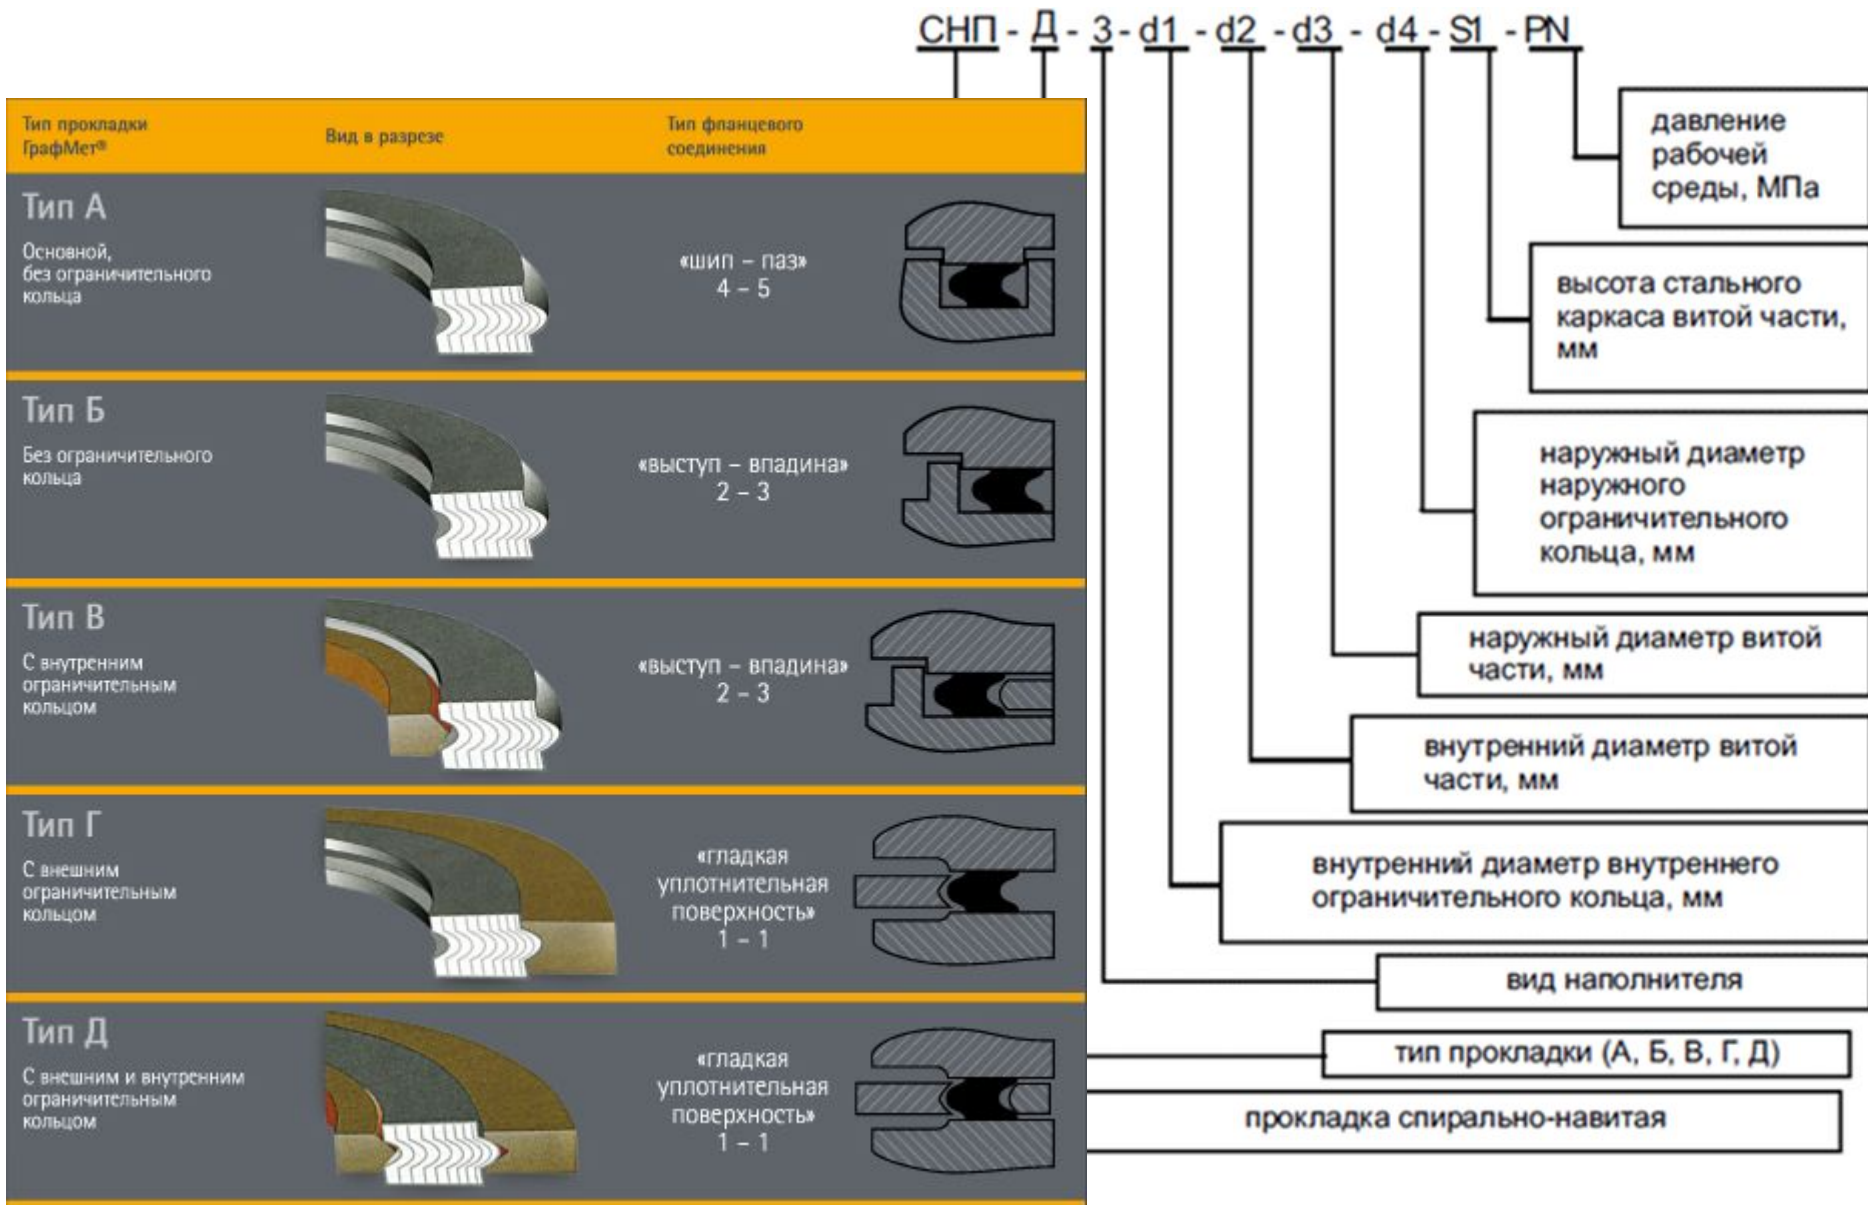 СНП - Д - 3 - d1 - d2 - d3 - d4 - S1 - PN
Тип прокладки
ГрафМет®
Вид в разрезе
Тип фланцевого
соединения
Тип А
Основной,
без ограничительного
кольца
«шип – паз»
4 – 5
Тип Б
Без ограничительного
кольца
«выступ – впадина»
2 – 3
Тип В
С внутренним
ограничительным
кольцом
«выступ – впадина»
2 – 3
Тип Г
С внешним
ограничительным
кольцом
«гладкая
уплотнительная
поверхность»
1 – 1
Тип Д
С внешним и внутренним
ограничительным
кольцом
«гладкая
уплотнительная
поверхность»
1 – 1
давление
рабочей
среды, МПа
высота стального
каркаса витой части,
мм
наружный диаметр
наружного
ограничительного
кольца, мм
наружный диаметр витой
части, мм
внутренний диаметр витой
части, мм
внутренний диаметр внутреннего
ограничительного кольца, мм
вид наполнителя
тип прокладки (А, Б, В, Г, Д)
прокладка спирально-навитая